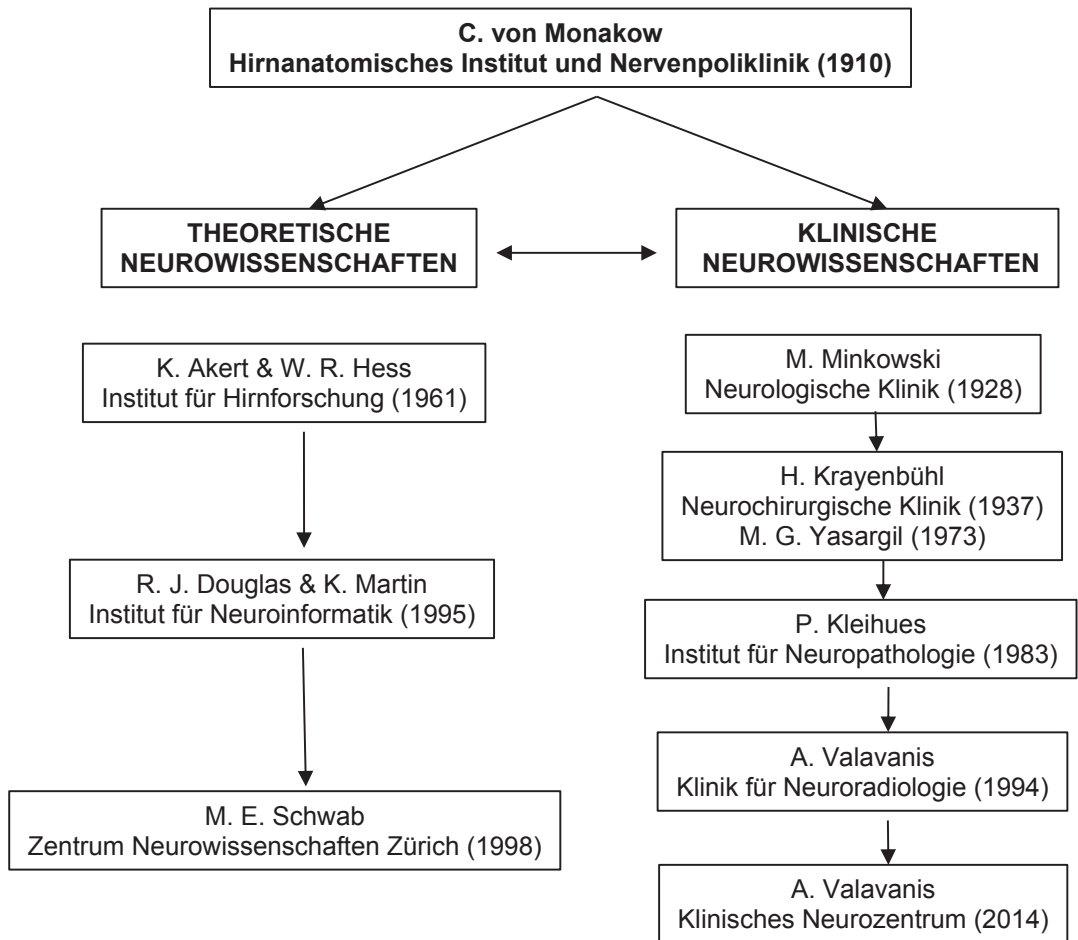 C. von Monakow
Hirnanatomisches Institut und Nervenpoliklinik (1910)
THEORETISCHE
NEUROWISSENSCHAFTEN
KLINISCHE
NEUROWISSENSCHAFTEN
K. Akert & W. R. Hess
Institut für Hirnforschung (1961)
R. J. Douglas & K. Martin
Institut für Neuroinformatik (1995)
M. E. Schwab
Zentrum Neurowissenschaften Zürich (1998)
M. Minkowski
Neurologische Klinik (1928)
H. Krayenbühl
Neurochirurgische Klinik (1937)
M. G. Yasargil (1973)
P. Kleihues
Institut für Neuropathologie (1983)
A. Valavanis
Klinik für Neuroradiologie (1994)
A. Valavanis
Klinisches Neurozentrum (2014)